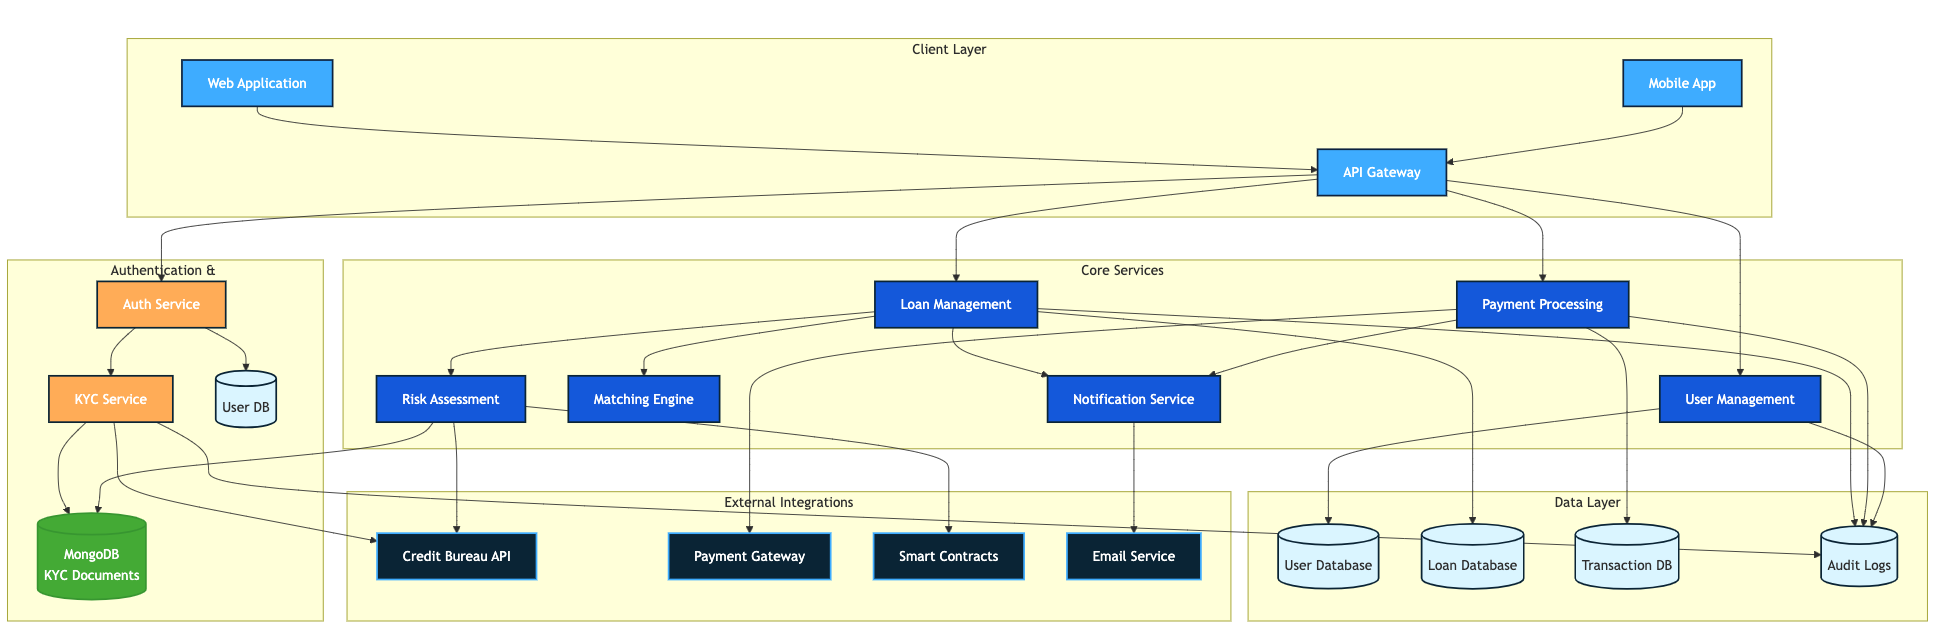 Client Layer
Web Application
Mobile App
API Gateway
Authentication &
Core Services
Auth Service
Loan Management
Payment Processing
KYC Service
User DB
Risk Assessment
Matching Engine
Notification Service
User Management
External Integrations
Data Layer
MongoDB
KYC Documents
Credit Bureau API
Payment Gateway
Smart Contracts
Email Service
User Database
Loan Database
Transaction DB
Audit Logs